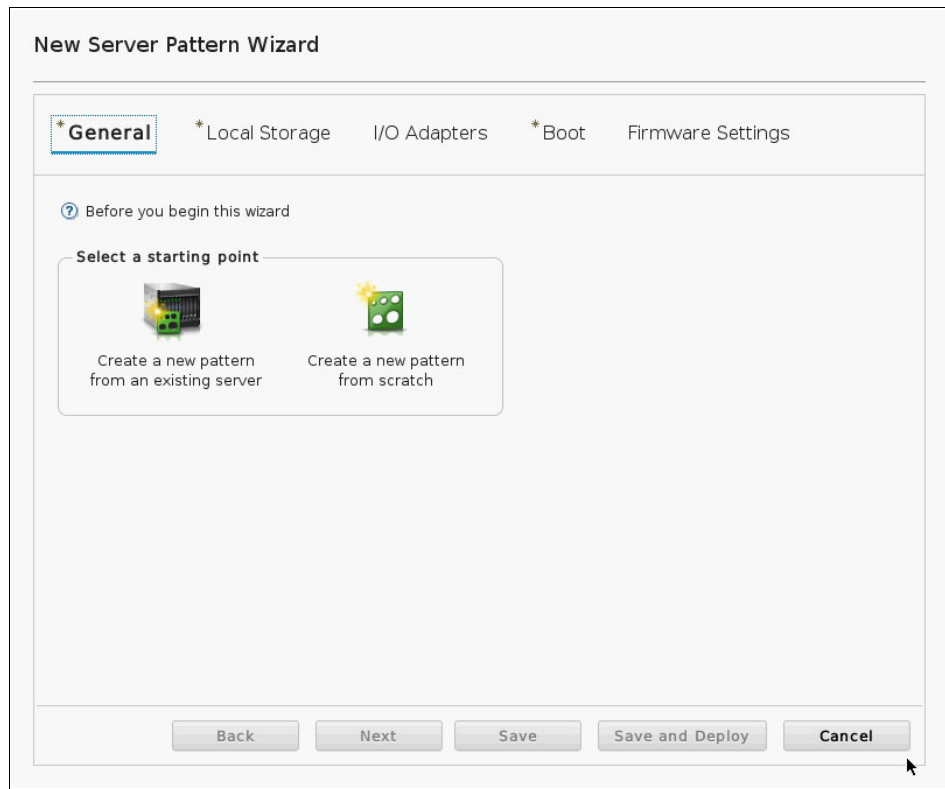 New Server Pattern Wizard
*General *Local Storage I/O Adapters *Boot Firmware Settings
? Before you begin this wizard
Select a starting point
Create a new pattern
from an existing server
Create a new pattern
from scratch
Back Next Save Save and Deploy Cancel